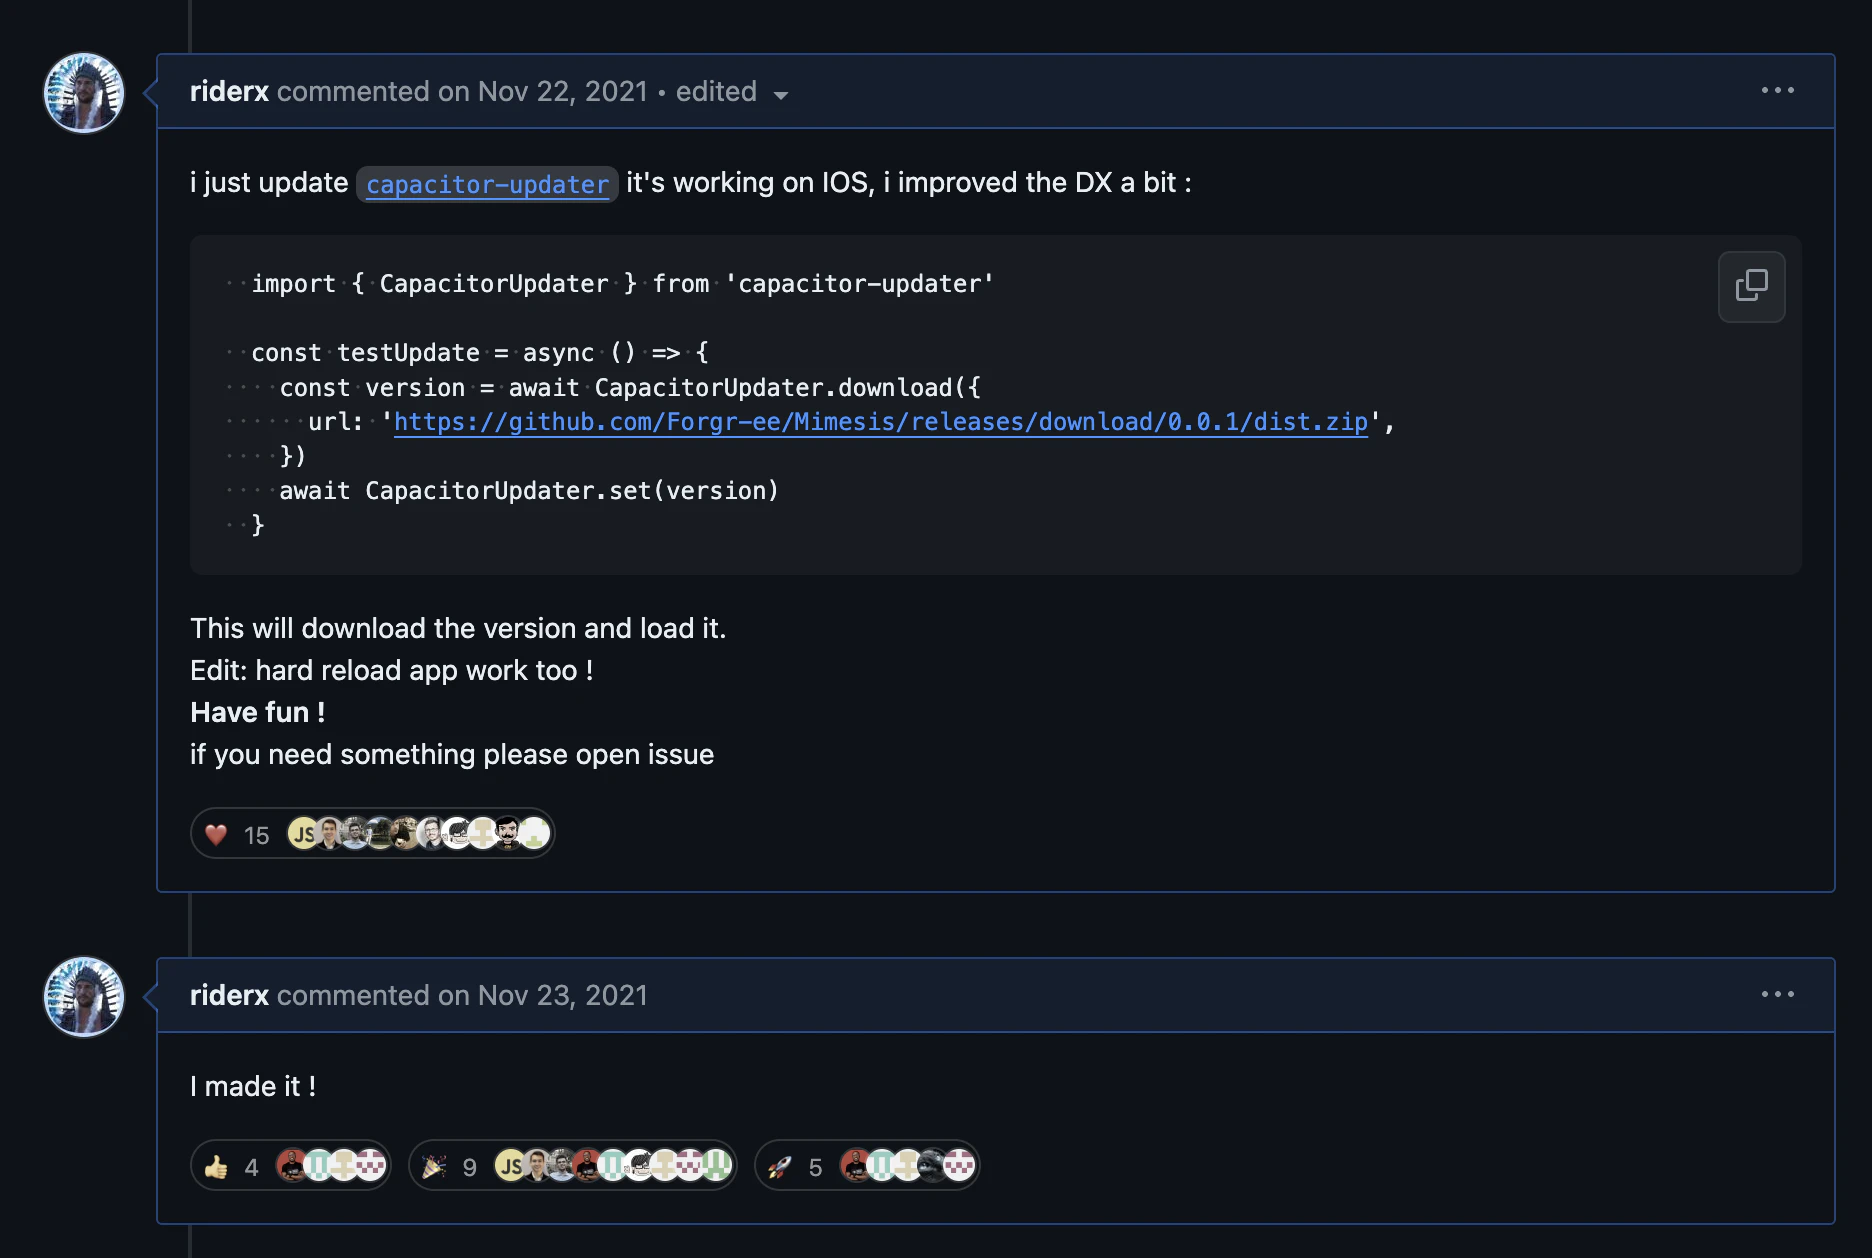 riderx commented on Nov 22, 2021 • edited
i just update capacitor-updater it's working on IOS, i improved the DX a bit :
import { CapacitorUpdater } from 'capacitor-updater'
const testUpdate = async () => {
const version = await CapacitorUpdater.download({
url: 'https://github.com/Forgr-ee/Mimesis/releases/download/0.0.1/dist.zip',
})
await CapacitorUpdater.set(version)
}
This will download the version and load it.
Edit: hard reload app work too !
Have fun !
if you need something please open issue
15 JS
riderx commented on Nov 23, 2021
I made it !
4 9 JS 5